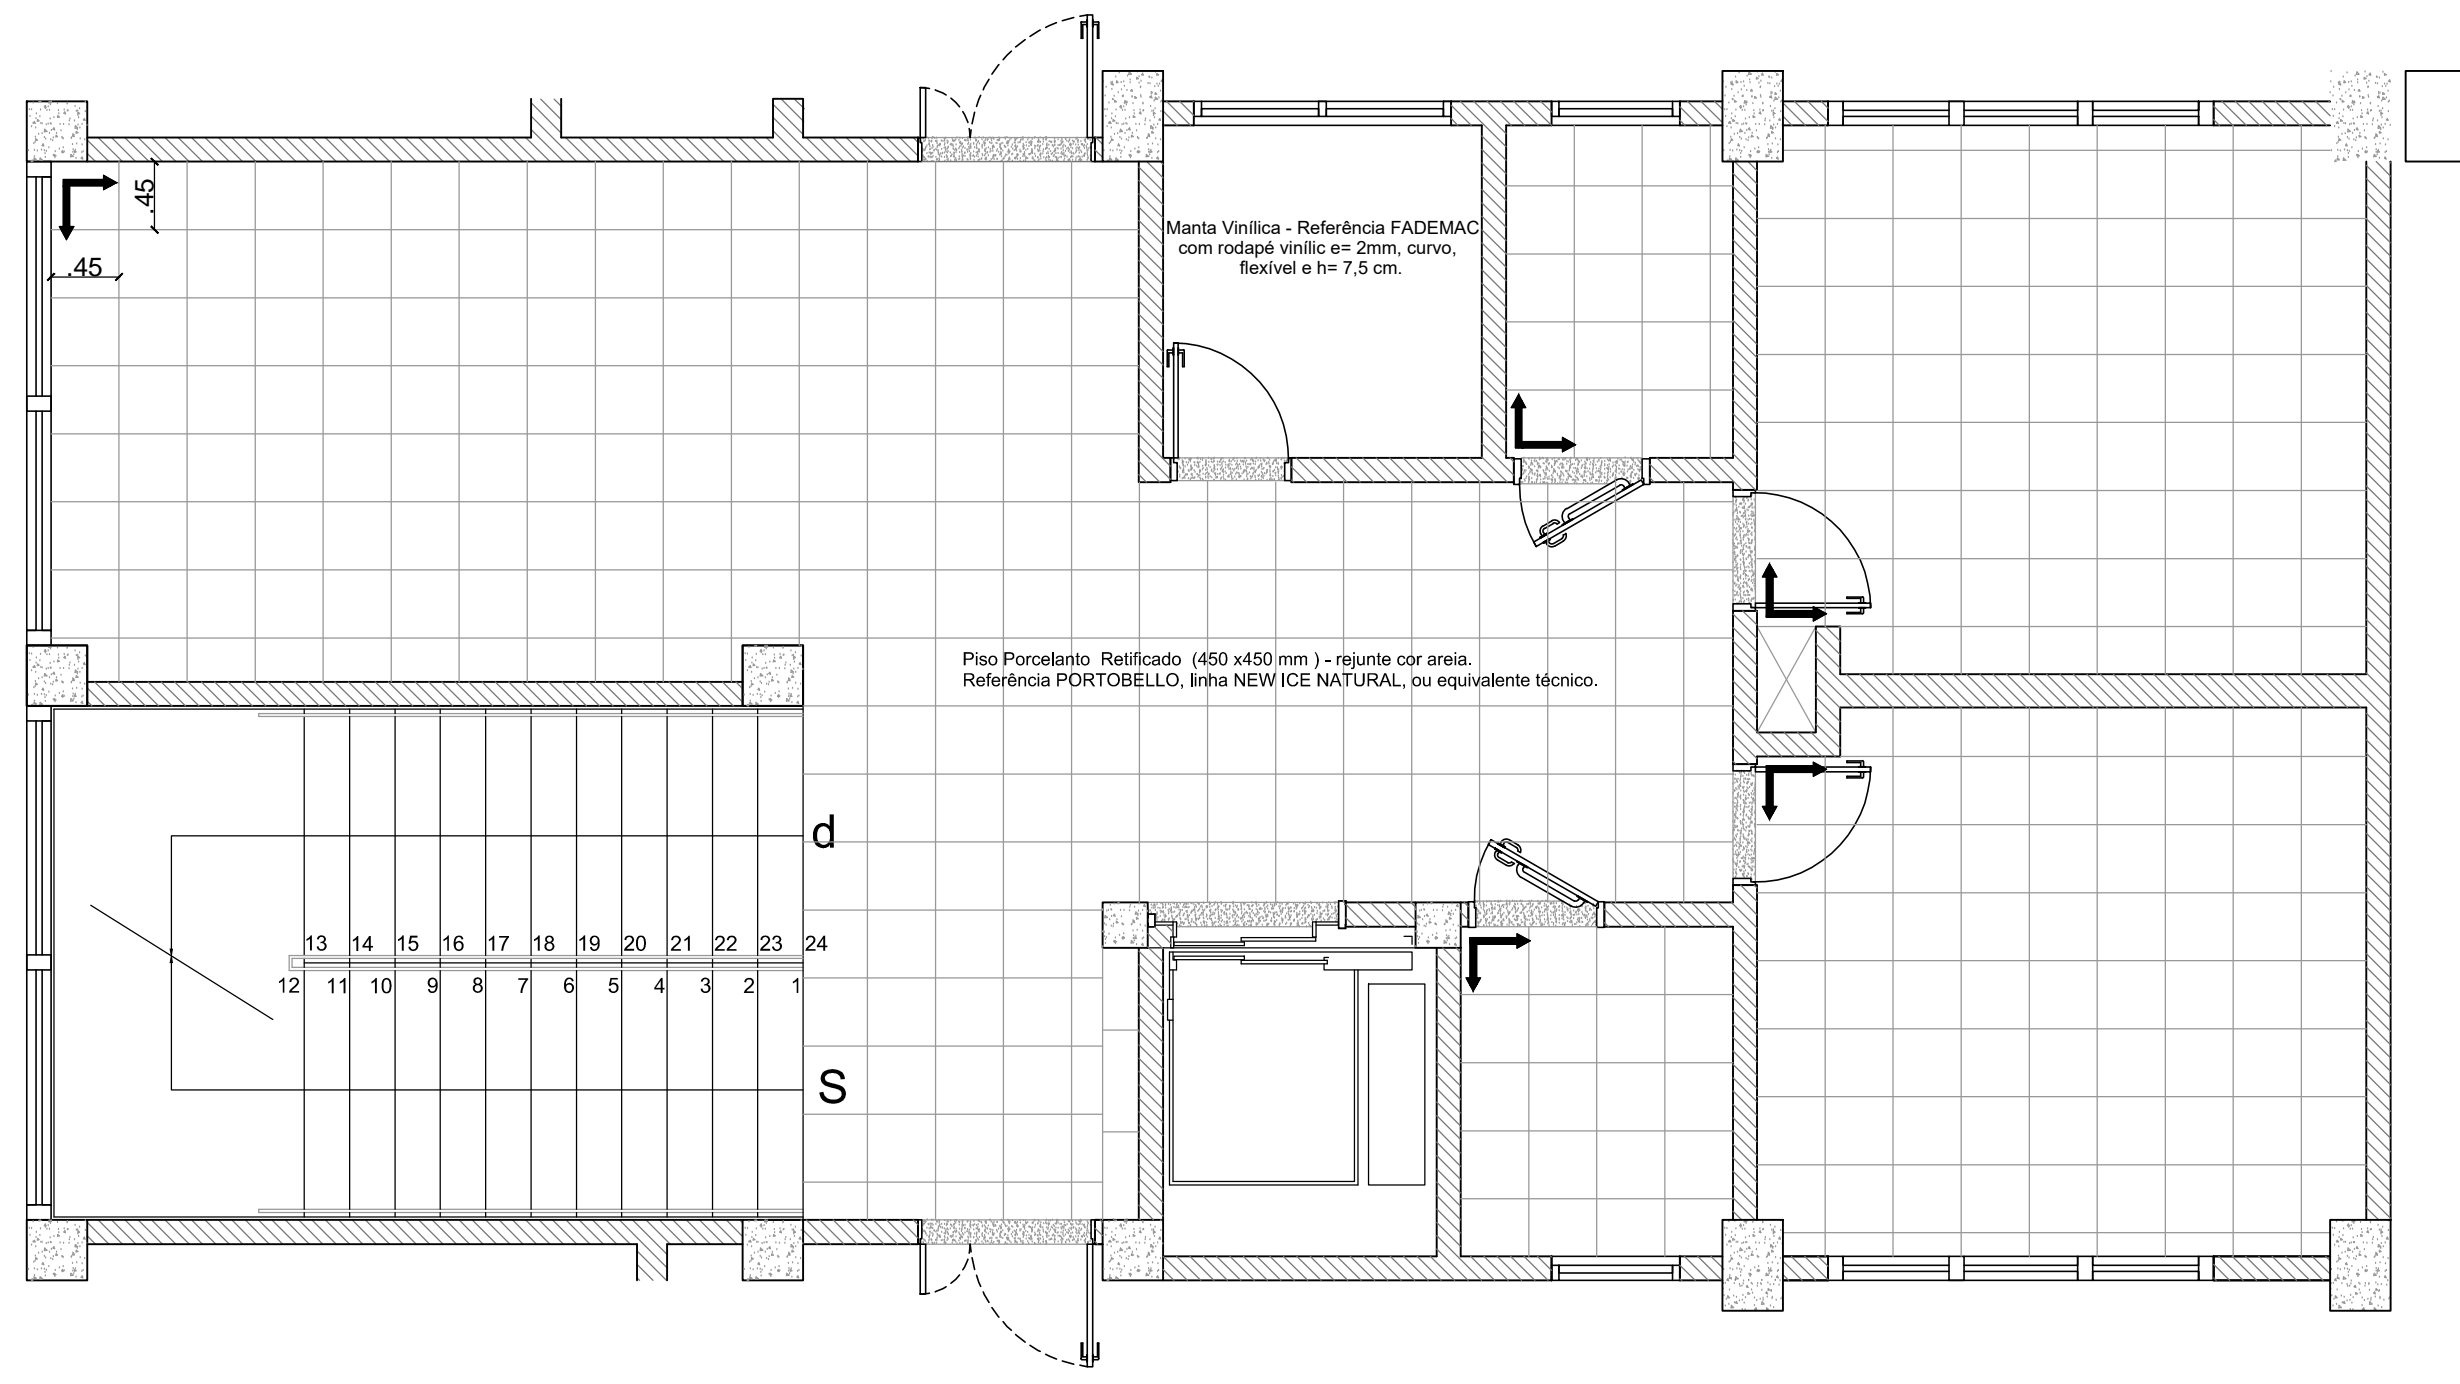 .45
.45
Manta Vinílica - Referência FADEMAC
com rodapé vinílic e= 2mm, curvo,
flexível e h= 7,5 cm.
Piso Porcelanto Retificado (450 x450 mm ) - rejunte cor areia.
Referência PORTOBELLO, linha NEW ICE NATURAL, ou equivalente técnico.
d
13 14 15 16 17 18 19 20 21 22 23 24
12 11 10 9 8 7 6 5 4 3 2 1
S